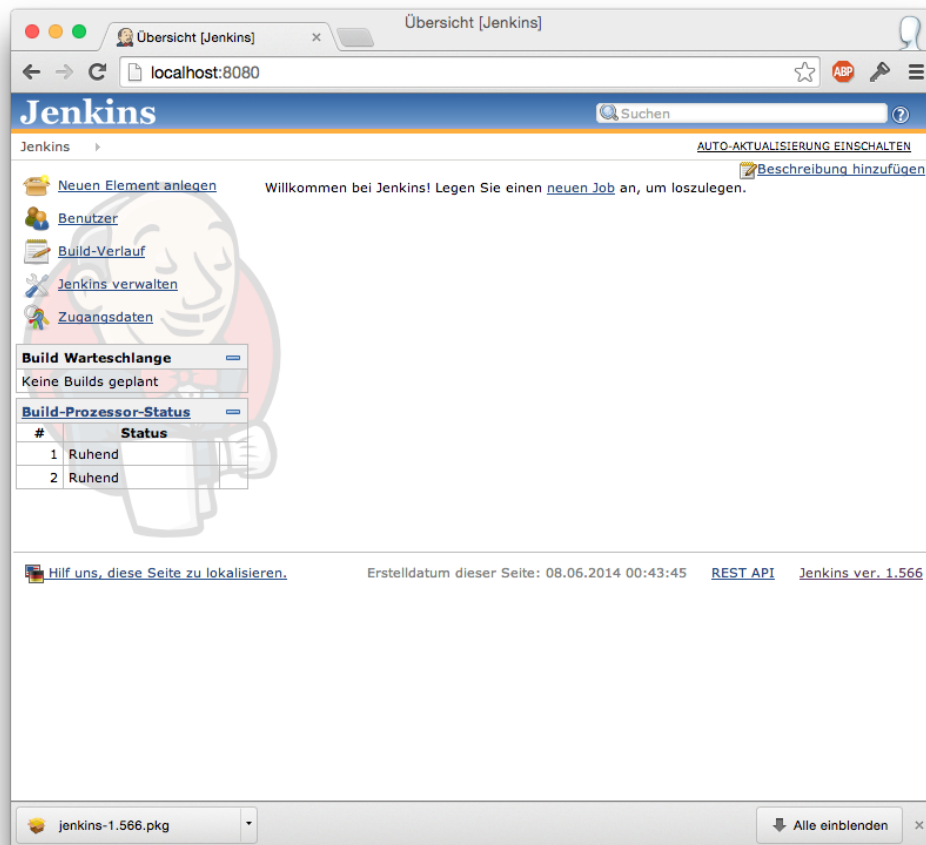 Übersicht [Jenkins]
Übersicht [Jenkins]
localhost:8080
ABP
Jenkins
Suchen
?
Jenkins
AUTO-AKTUALISIERUNG EINSCHALTEN
Beschreibung hinzufügen
Neuen Element anlegen
Willkommen bei Jenkins! Legen Sie einen neuen Job an, um loszulegen.
Benutzer
Build-Verlauf
Jenkins verwalten
Zugangsdaten
Build Warteschlange
Keine Builds geplant
Build-Prozessor-Status
# Status
1 Ruhend
2 Ruhend
Hilf uns, diese Seite zu lokalisieren. Erstelldatum dieser Seite: 08.06.2014 00:43:45 REST API Jenkins ver. 1.566
jenkins-1.566.pkg
Alle einblenden